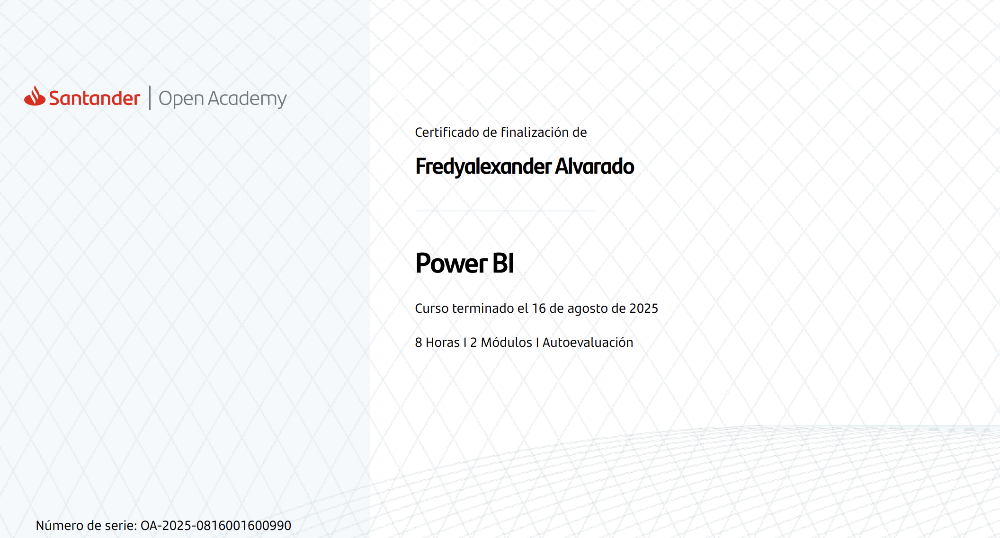 Santander | Open Academy
Certificado de finalización de
Fredyalexander Alvarado
Power BI
Curso terminado el 16 de agosto de 2025
8 Horas I 2 Módulos I Autoevaluación
Número de serie: OA-2025-0816001600990